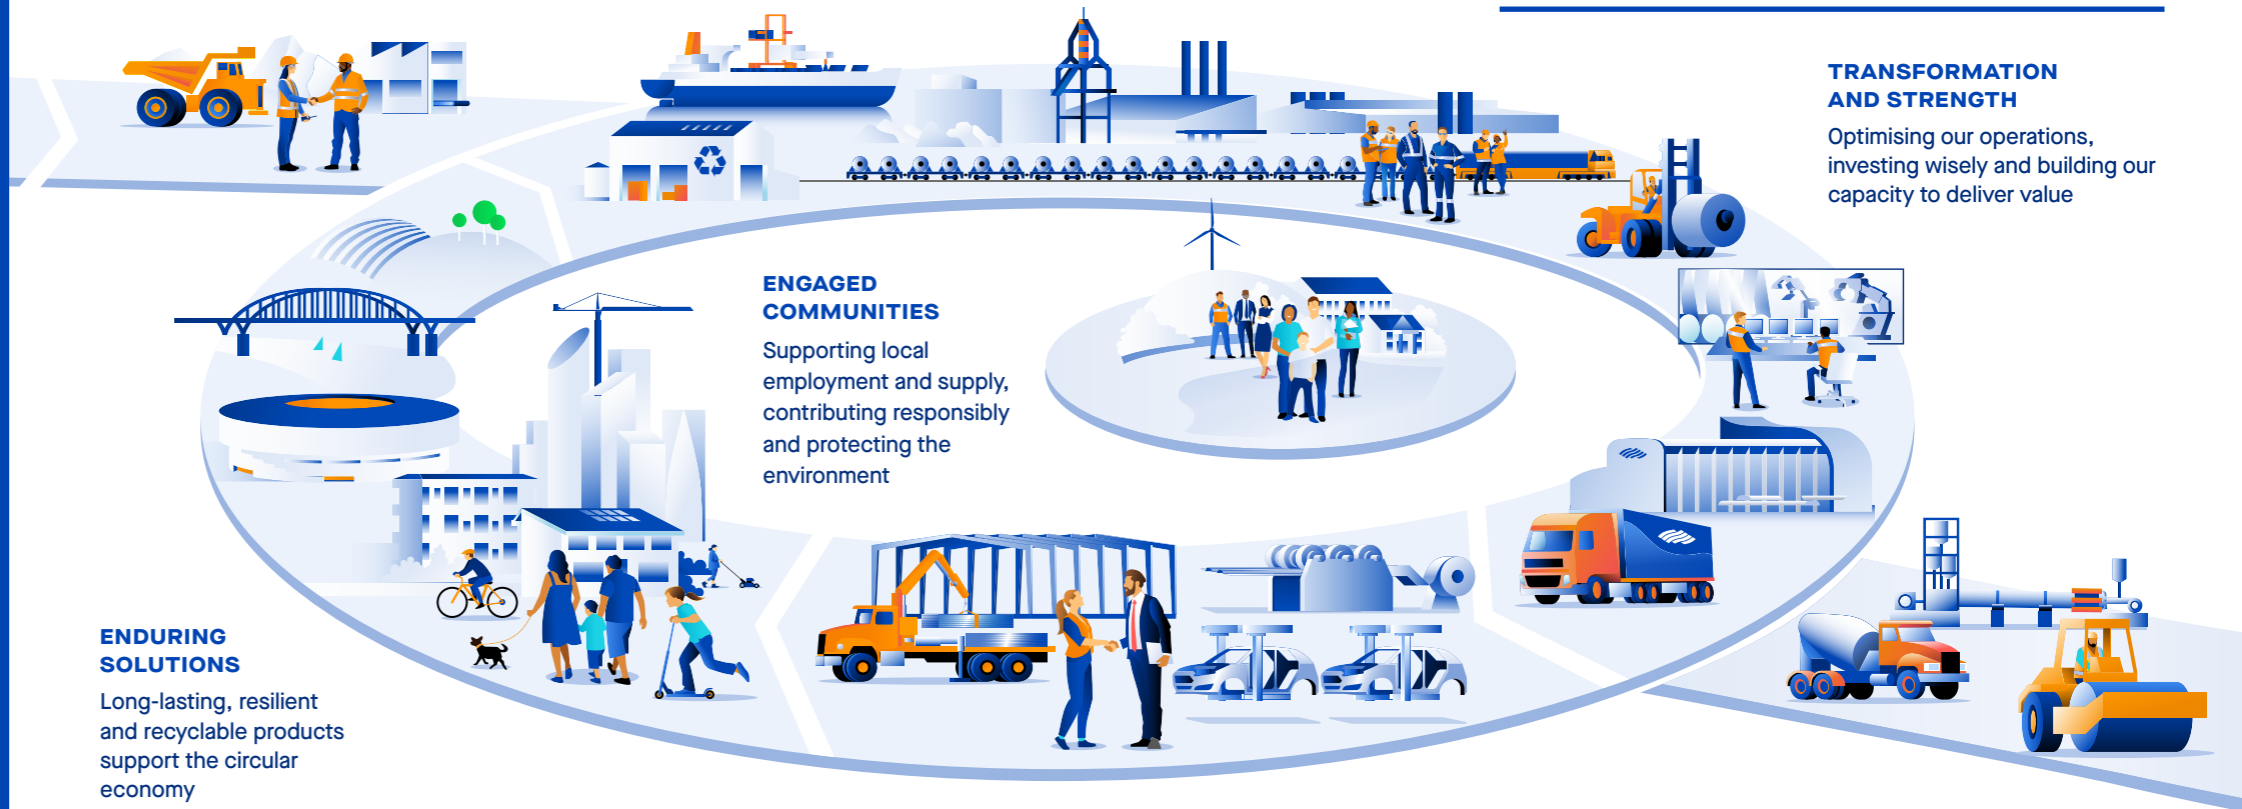 TRANSFORMATION
AND STRENGTH
Optimising our operations,
investing wisely and building our
capacity to deliver value
ENGAGED
COMMUNITIES
Supporting local
employment and supply,
contributing responsibly
and protecting the
environment
ENDURING
SOLUTIONS
Long-lasting, resilient
and recyclable products
support the circular
economy